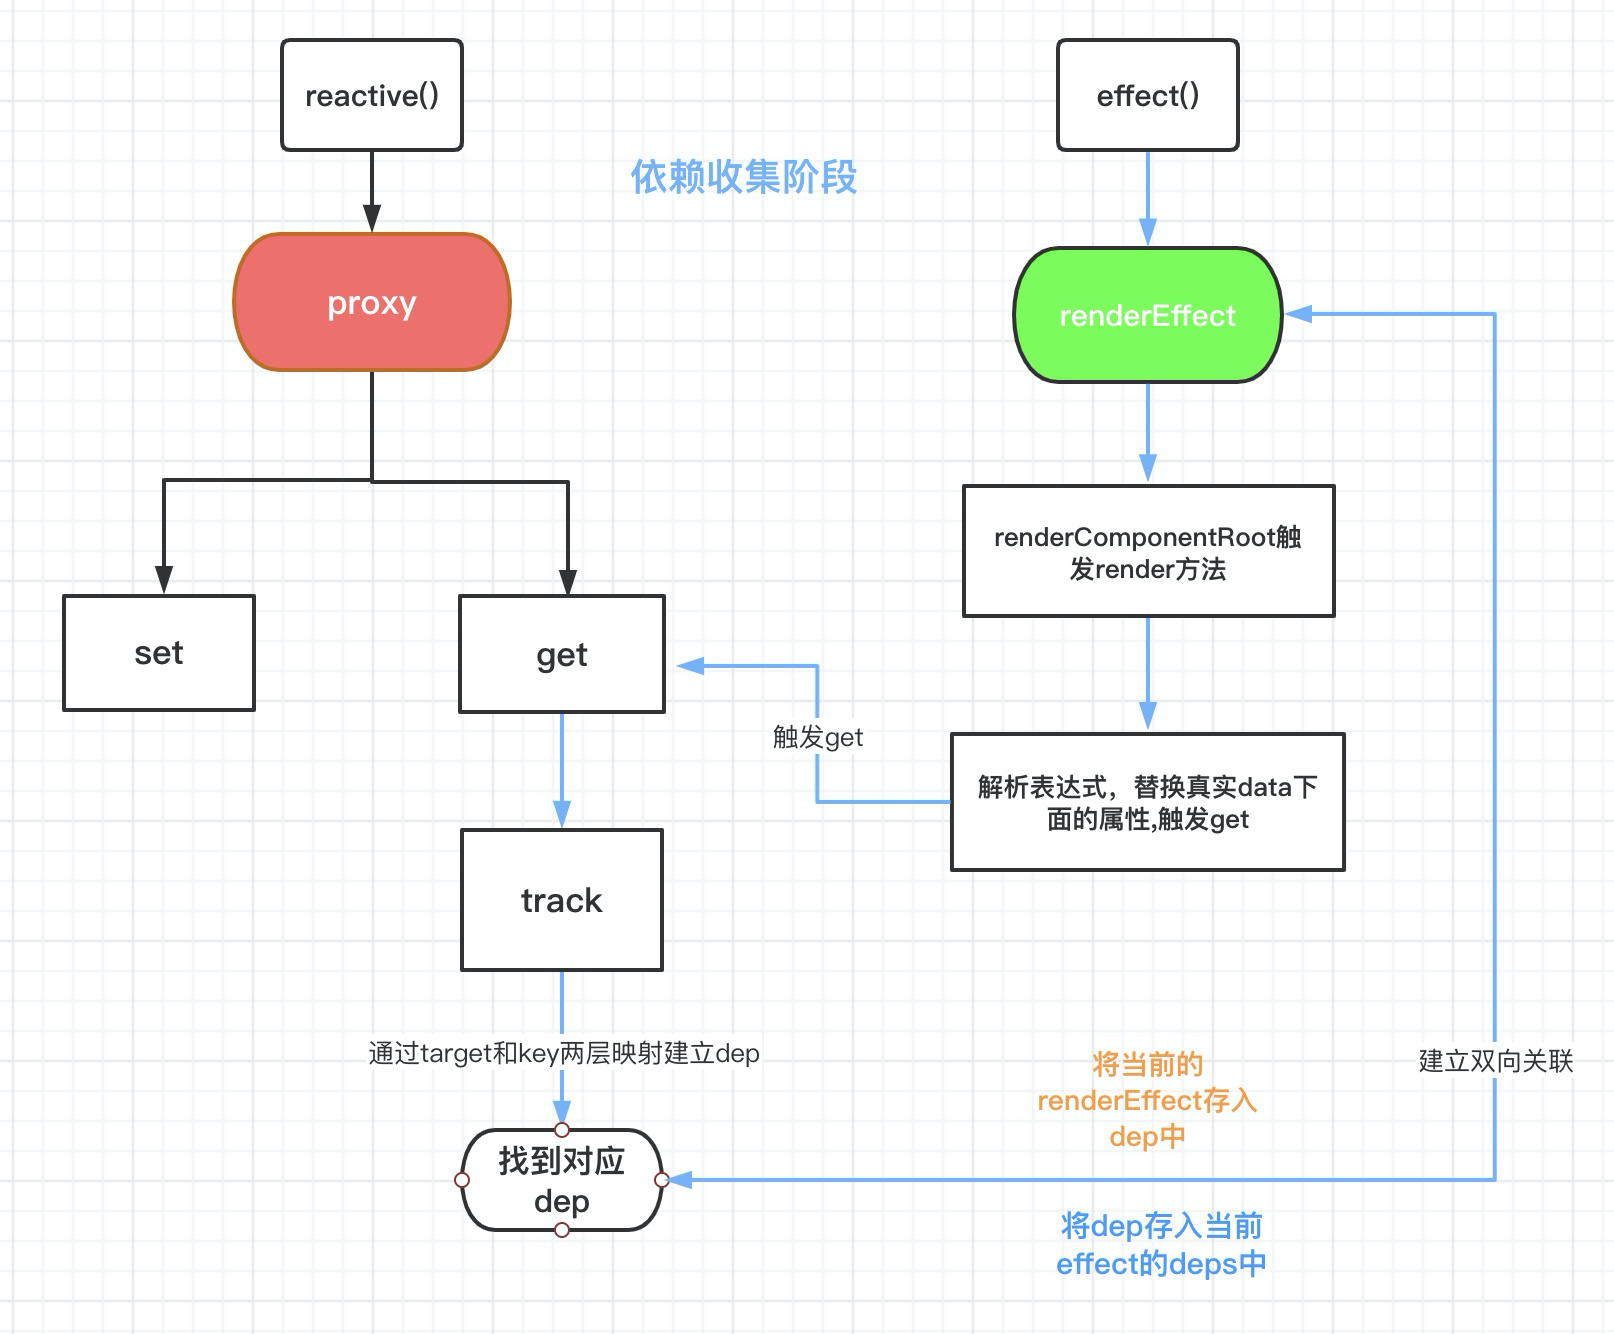 reactive()
effect()
依赖收集阶段
proxy
renderEffect
renderComponentRoot触
发render方法
set
get
触发get
解析表达式，替换真实data下
面的属性,触发get
track
通过target和key两层映射建立dep
将当前的
renderEffect存入
dep中
建立双向关联
找到对应
dep
将dep存入当前
effect的deps中